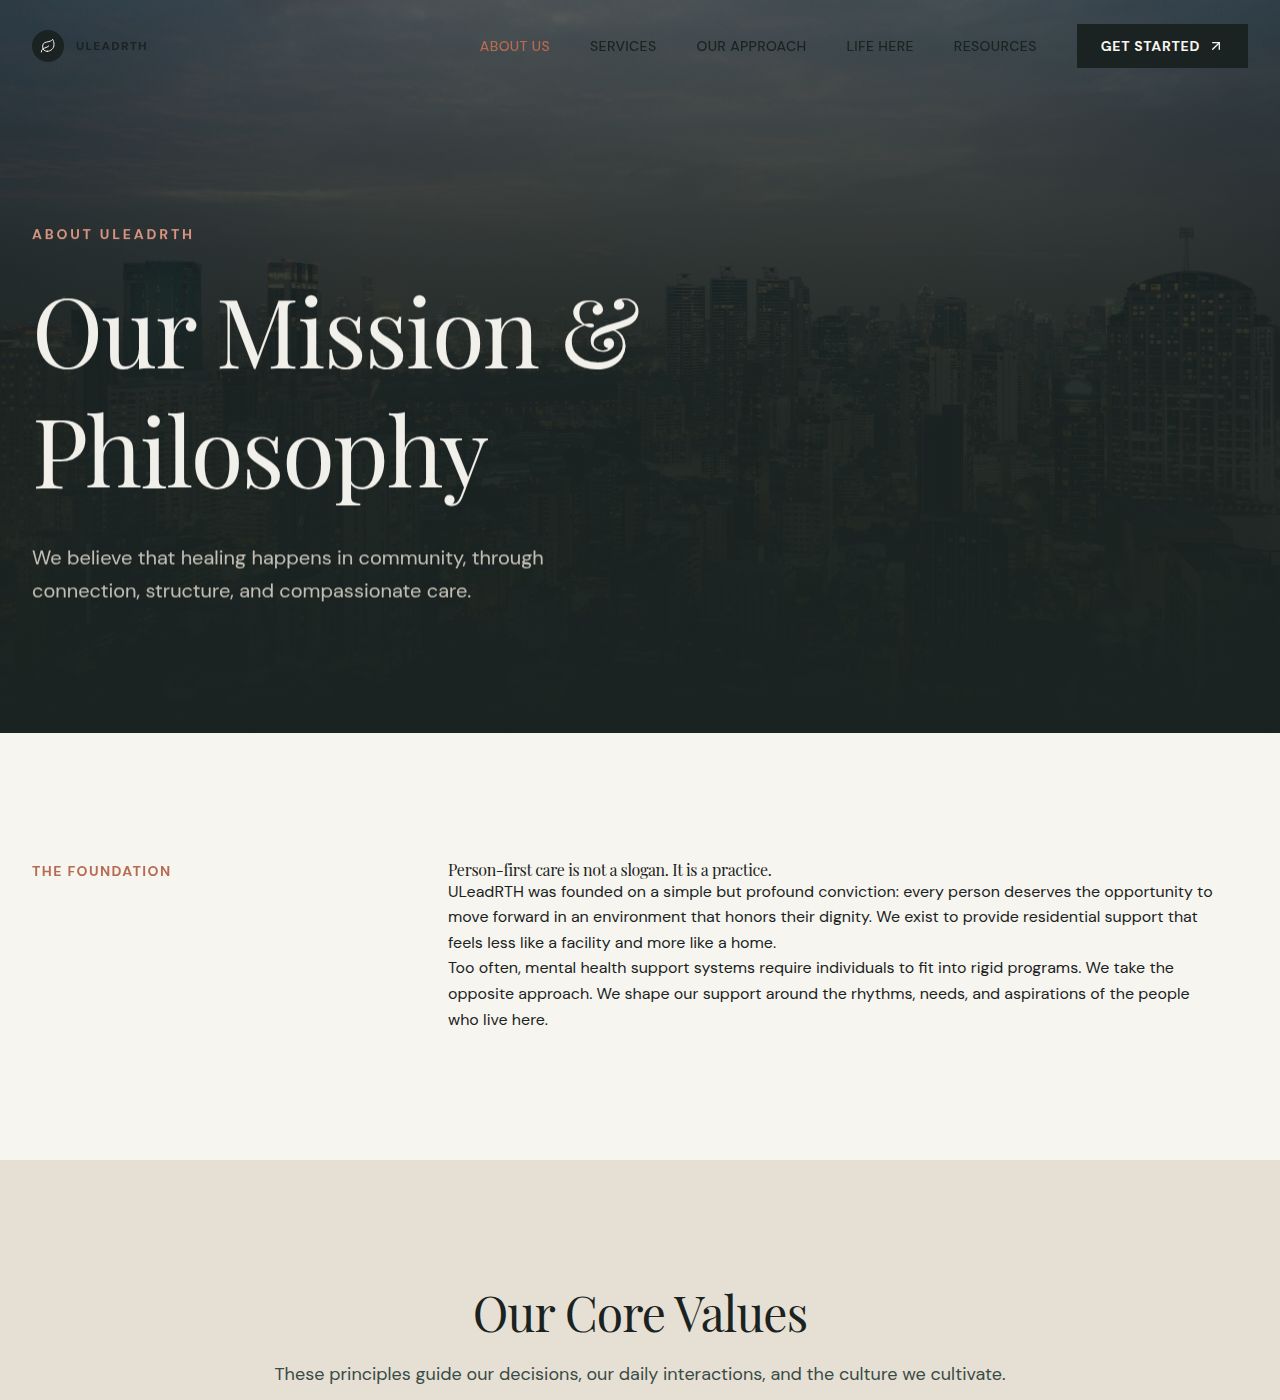 ULEADRTH
ABOUT US
SERVICES
OUR APPROACH
LIFE HERE
RESOURCES
GET STARTED
ABOUT ULEADRTH
Our Mission &
Philosophy
We believe that healing happens in community, through
connection, structure, and compassionate care.
THE FOUNDATION
Person-first care is not a slogan. It is a practice.
ULeadRTH was founded on a simple but profound conviction: every person deserves the opportunity to
move forward in an environment that honors their dignity. We exist to provide residential support that
feels less like a facility and more like a home.
Too often, mental health support systems require individuals to fit into rigid programs. We take the
opposite approach. We shape our support around the rhythms, needs, and aspirations of the people
who live here.
Our Core Values
These principles guide our decisions, our daily interactions, and the culture we cultivate.